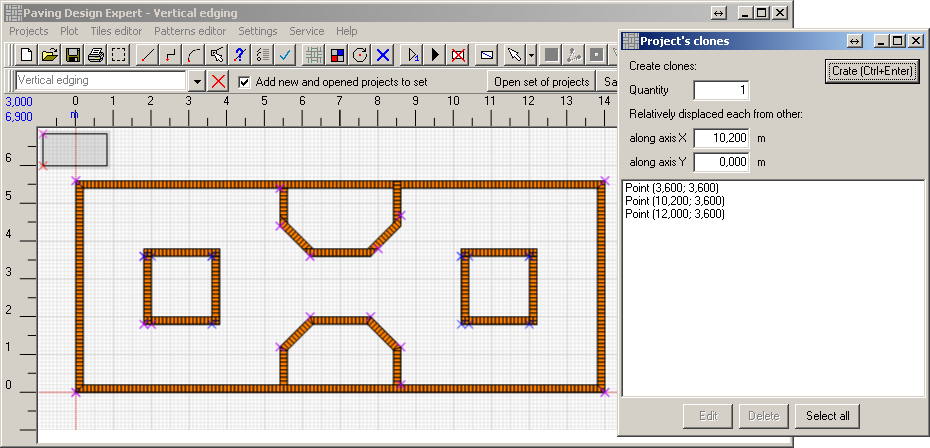 Paving Design Expert - Vertical edging
Projects Plot Tiles editor Patterns editor Settings Service Help
Vertical edging
Add new and opened projects to set
Open set of projects
Sa
3,000
6,900
0 1 2 3 4 5 6 7 8 9 10 11 12 13 14
m
6
5
4
3
2
1
0
Project's clones
Create clones:
Crate (Ctrl+Enter)
Quantity 1
Relatively displaced each from other:
along axis X 10,200 m
along axis Y 0,000 m
Point (3,600; 3,600)
Point (10,200; 3,600)
Point (12,000; 3,600)
Edit Delete Select all